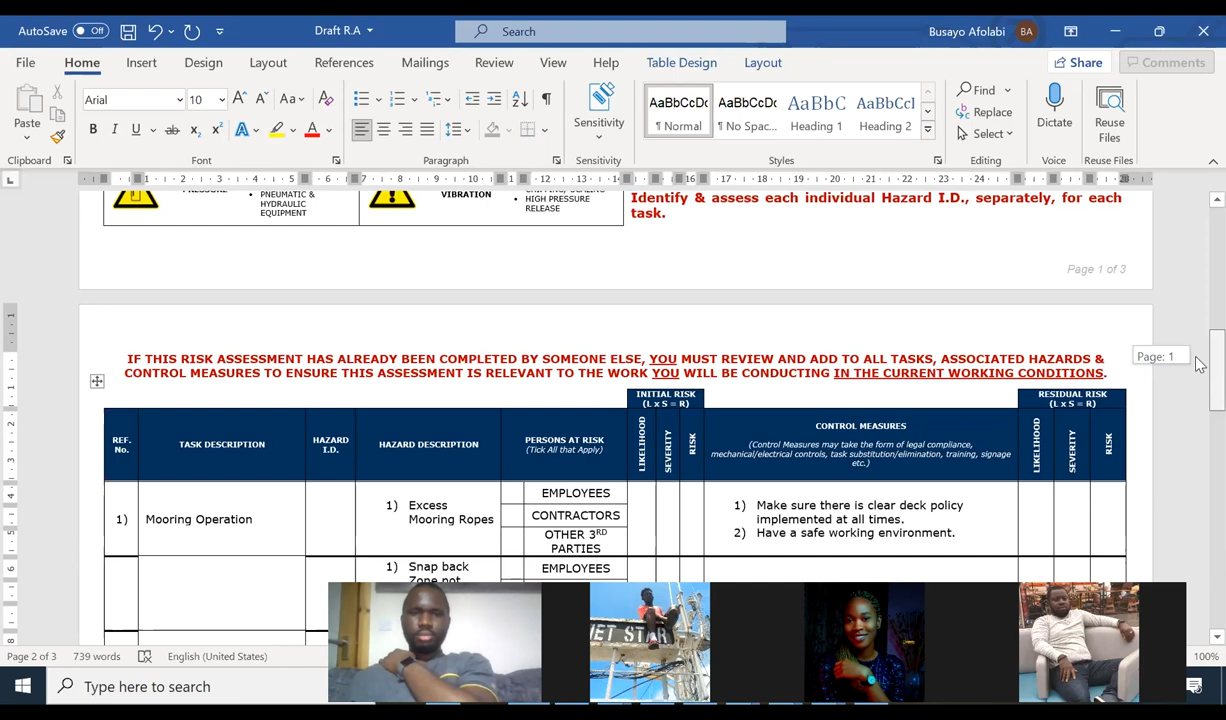 AutoSave Off
Draft R.A
Search
Busayo Afolabi BA
File Home Insert Design Layout References Mailings Review View Help Table Design Layout
Share Comments
Paste
Clipboard
Arial 10
Font
Paragraph
Sensitivity
Sensitivity
AaBbCcDc AaBbCcDc AaBbC AaBbCcI
¶ Normal ¶ No Spac... Heading 1 Heading 2
Styles
Find
Replace
Select
Editing
Dictate
Voice
Reuse
Files
Reuse Files
PNEUMATIC &
HYDRAULIC
EQUIPMENT
VIBRATION
HIGH PRESSURE
RELEASE
Identify & assess each individual Hazard I.D., separately, for each
task.
Page 1 of 3
Page: 1
IF THIS RISK ASSESSMENT HAS ALREADY BEEN COMPLETED BY SOMEONE ELSE, YOU MUST REVIEW AND ADD TO ALL TASKS, ASSOCIATED HAZARDS &
CONTROL MEASURES TO ENSURE THIS ASSESSMENT IS RELEVANT TO THE WORK YOU WILL BE CONDUCTING IN THE CURRENT WORKING CONDITIONS.
INITIAL RISK
(L x S = R)
RESIDUAL RISK
(L x S = R)
REF.
No.
TASK DESCRIPTION
HAZARD
I.D.
HAZARD DESCRIPTION
PERSONS AT RISK
(Tick All that Apply)
LIKELIHOOD
SEVERITY
RISK
CONTROL MEASURES
(Control Measures may take the form of legal compliance,
mechanical/electrical controls, task substitution/elimination, training, signage
etc.)
LIKELIHOOD
SEVERITY
RISK
1)
Mooring Operation
1) Excess
Mooring Ropes
EMPLOYEES
CONTRACTORS
OTHER 3RD
PARTIES
1) Make sure there is clear deck policy
implemented at all times.
2) Have a safe working environment.
1) Snap back
Zone not
EMPLOYEES
Page 2 of 3 739 words English (United States) 100%
Type here to search